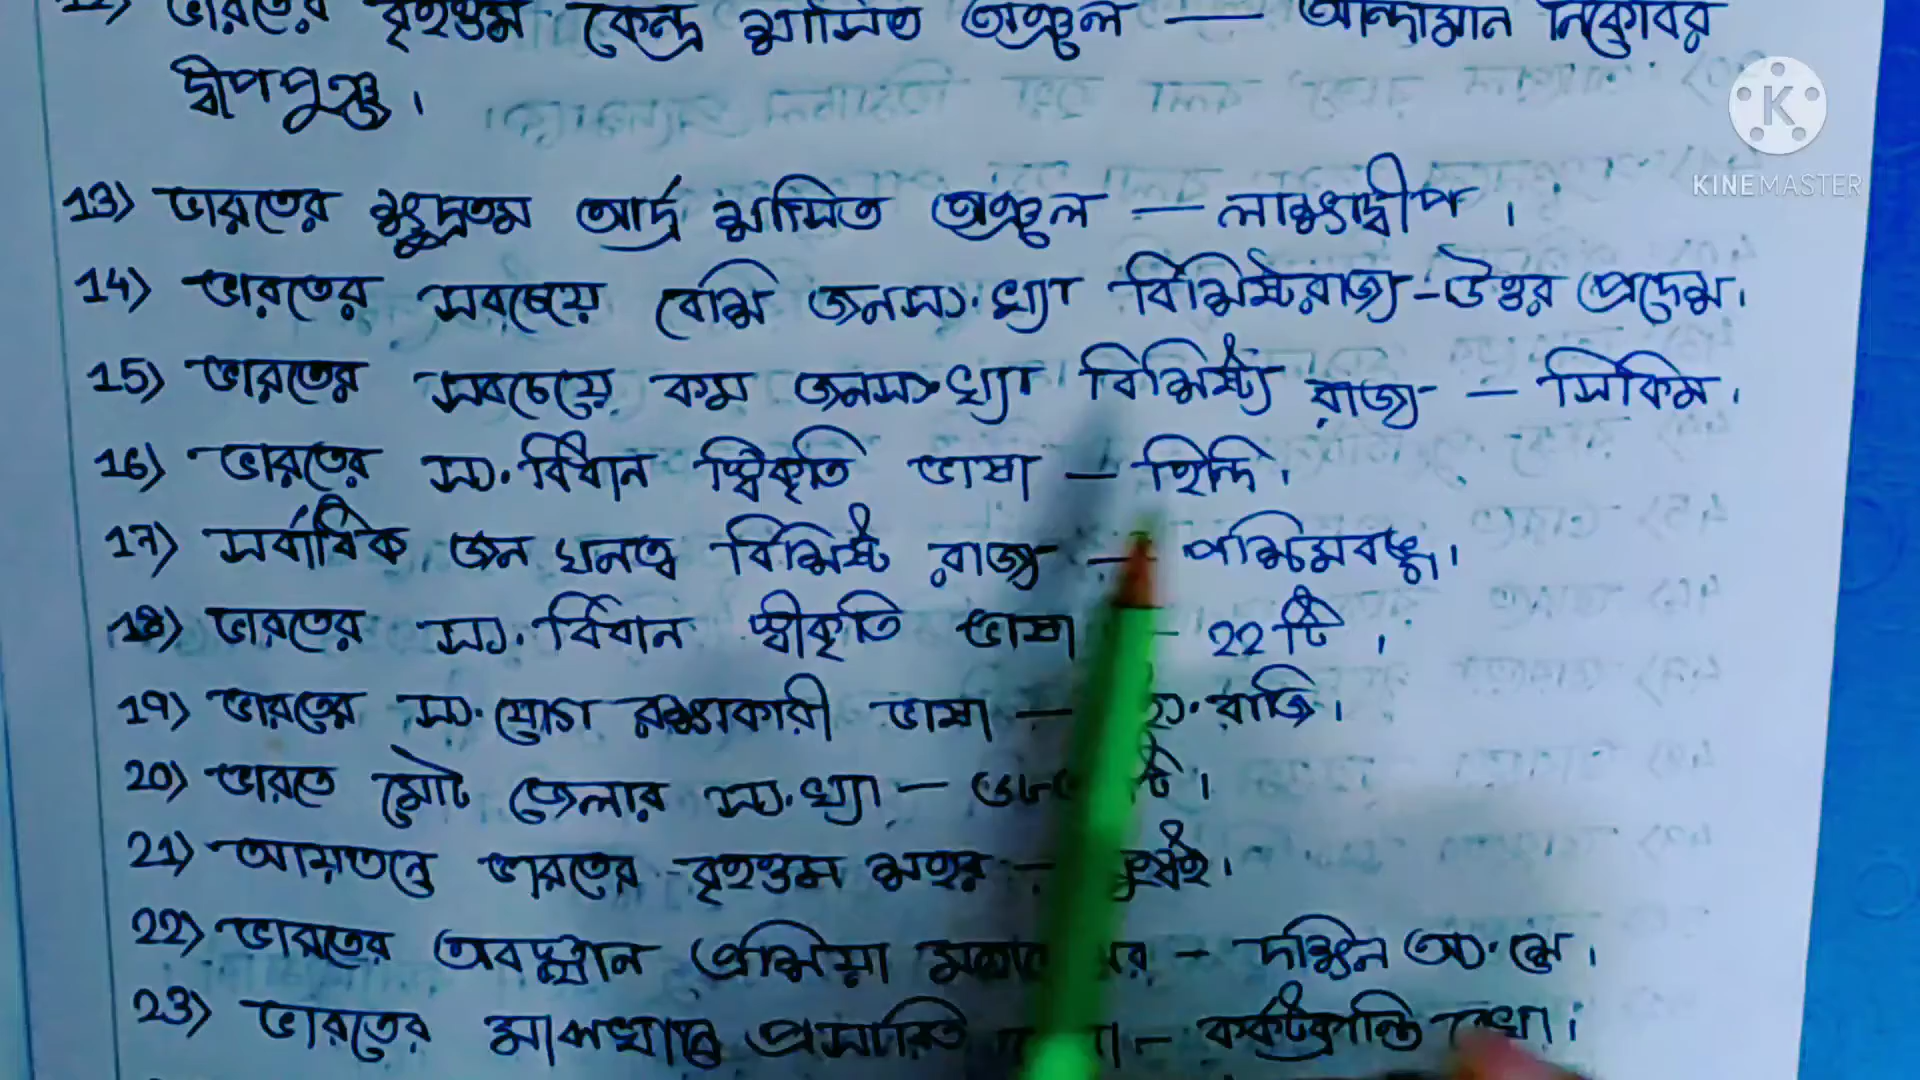 ভারতের বৃহত্তম কেন্দ্র শাসিত অঞ্চল — আন্দামান নিকোবর
দ্বীপপুঞ্জ।
K
KINEMASTER
13) ভারতের ক্ষুদ্রতম আর্দ্র শাসিত অঞ্চল — লাক্ষাদ্বীপ।
14) ভারতের সবচেয়ে বেশি জনসংখ্যা বিশিষ্টরাজ্য - উত্তর প্রদেশ।
15) ভারতের সবচেয়ে কম জনসংখ্যা বিশিষ্ট্য রাজ্য — সিকিম।
16) ভারতের সংবিধান স্বিকৃতি ভাষা — হিন্দি।
17) সর্বাধিক জন ঘনত্ব বিশিষ্ট রাজ্য — পশ্চিমবঙ্গ।
18) ভারতের সংবিধান স্বীকৃতি ভাষা - 22 টি।
19) ভারতের সংযোগ রক্ষাকারী ভাষা —
20) ভারতে মোট জেলার সংখ্যা — টি।
21) আয়তনে ভারতের বৃহত্তম শহর —
22) ভারতের অবস্থান এশিয়া — দক্ষিন অংশে।
23) ভারতের মাঝখানে প্রসারিত — কর্কটক্রান্তি